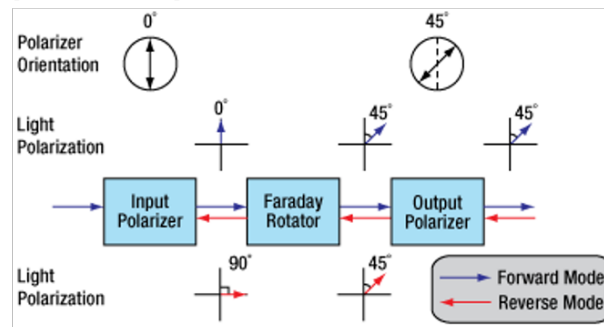 0°
45°
Polarizer
Orientation
Light
Polarization
0°
45°
45°
Input
Polarizer
Faraday
Rotator
Output
Polarizer
Light
Polarization
90°
45°
Forward Mode
Reverse Mode